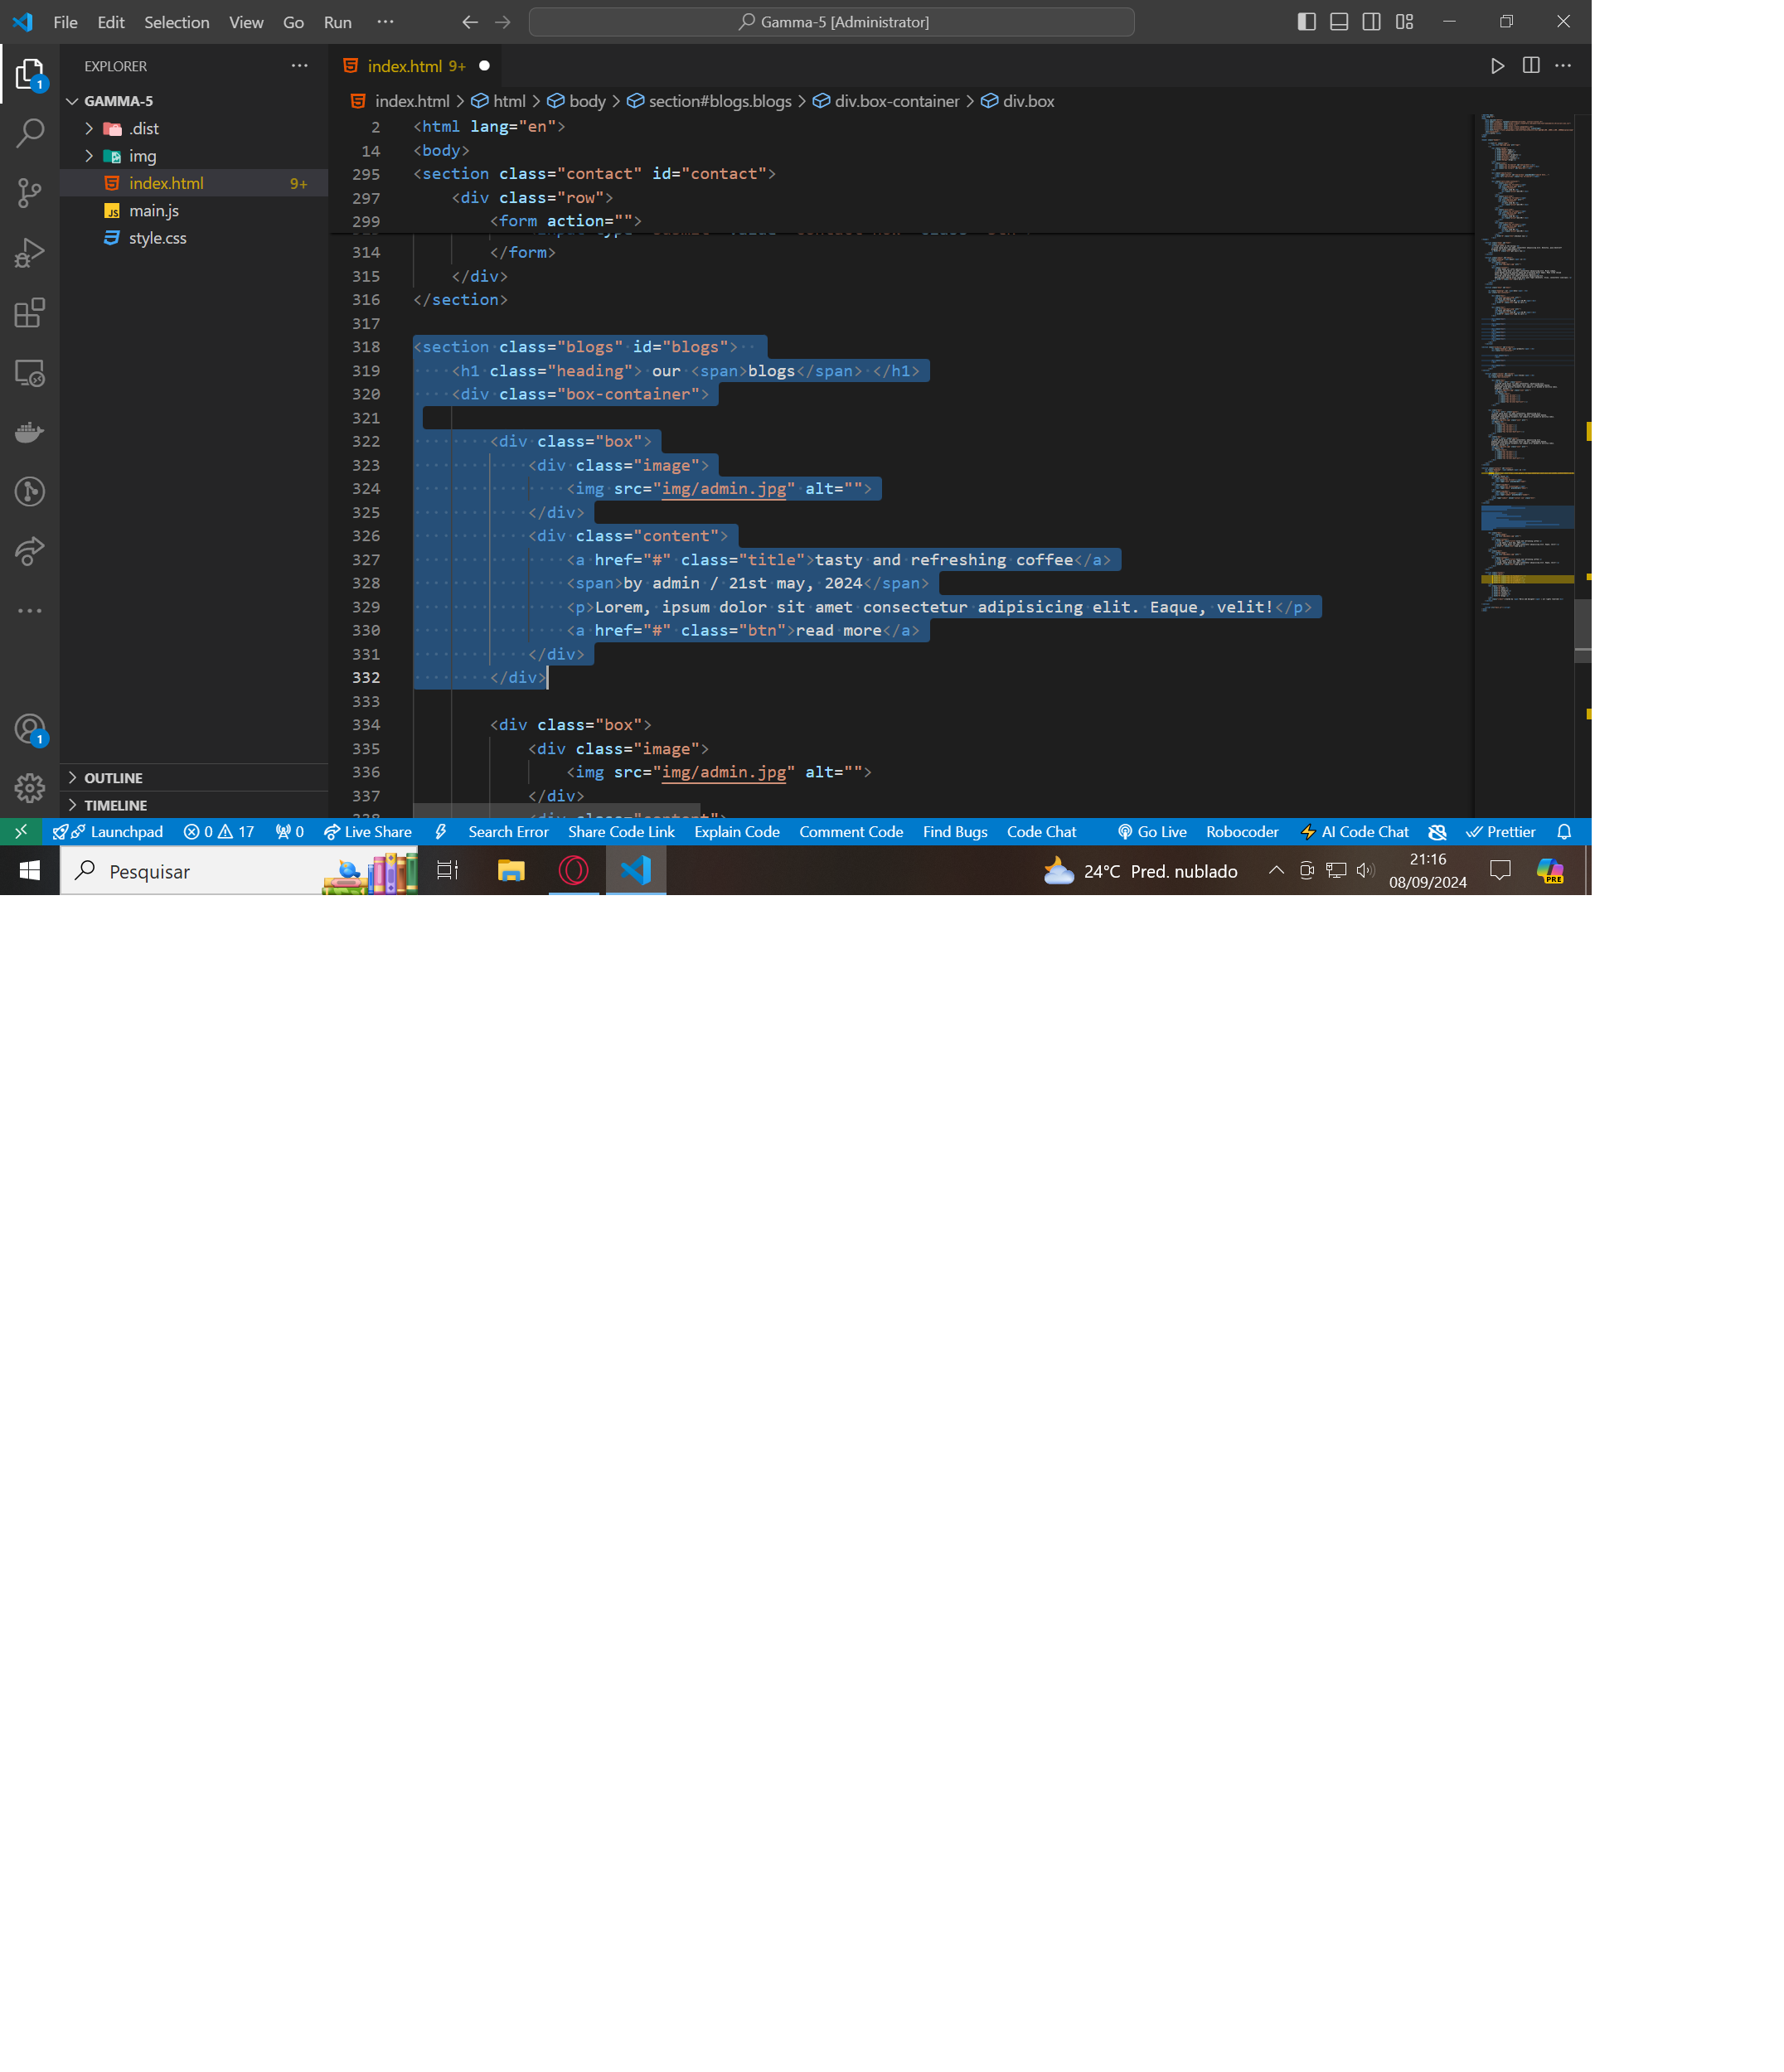 File Edit Selection View Go Run ··· Gamma-5 [Administrator]
EXPLORER
index.html 9+
GAMMA-5
index.html > html > body > section#blogs.blogs > div.box-container > div.box
.dist
img
index.html 9+
JS main.js
style.css
OUTLINE
TIMELINE
2 <html lang="en">
14 <body>
295 <section class="contact" id="contact">
297 <div class="row">
299 <form action="">
314 </form>
315 </div>
316 </section>
317
318 <section class="blogs" id="blogs">
319 <h1 class="heading"> our <span>blogs</span> </h1>
320 <div class="box-container">
321
322 <div class="box">
323 <div class="image">
324 <img src="img/admin.jpg" alt="">
325 </div>
326 <div class="content">
327 <a href="#" class="title">tasty and refreshing coffee</a>
328 <span>by admin / 21st may, 2024</span>
329 <p>Lorem, ipsum dolor sit amet consectetur adipisicing elit. Eaque, velit!</p>
330 <a href="#" class="btn">read more</a>
331 </div>
332 </div>
333
334 <div class="box">
335 <div class="image">
336 <img src="img/admin.jpg" alt="">
337 </div>
1
1
Launchpad 0 17 0 Live Share Search Error Share Code Link Explain Code Comment Code Find Bugs Code Chat Go Live Robocoder AI Code Chat Prettier
Pesquisar 24°C Pred. nublado 21:16
08/09/2024
PRE